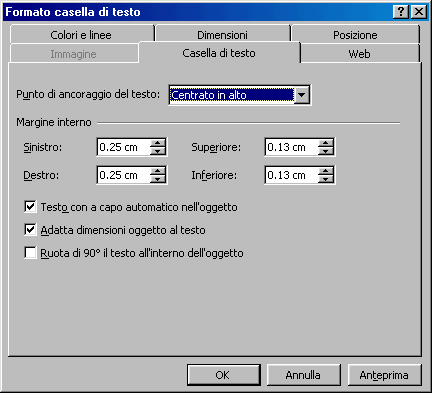 Formato casella di testo
Colori e linee Dimensioni Posizione
Immagine Casella di testo Web
Punto di ancoraggio del testo: Centrato in alto
Margine interno
Sinistro: 0.25 cm Superiore: 0.13 cm
Destro: 0.25 cm Inferiore: 0.13 cm
Testo con a capo automatico nell'oggetto
Adatta dimensioni oggetto al testo
Ruota di 90° il testo all'interno dell'oggetto
OK Annulla Anteprima